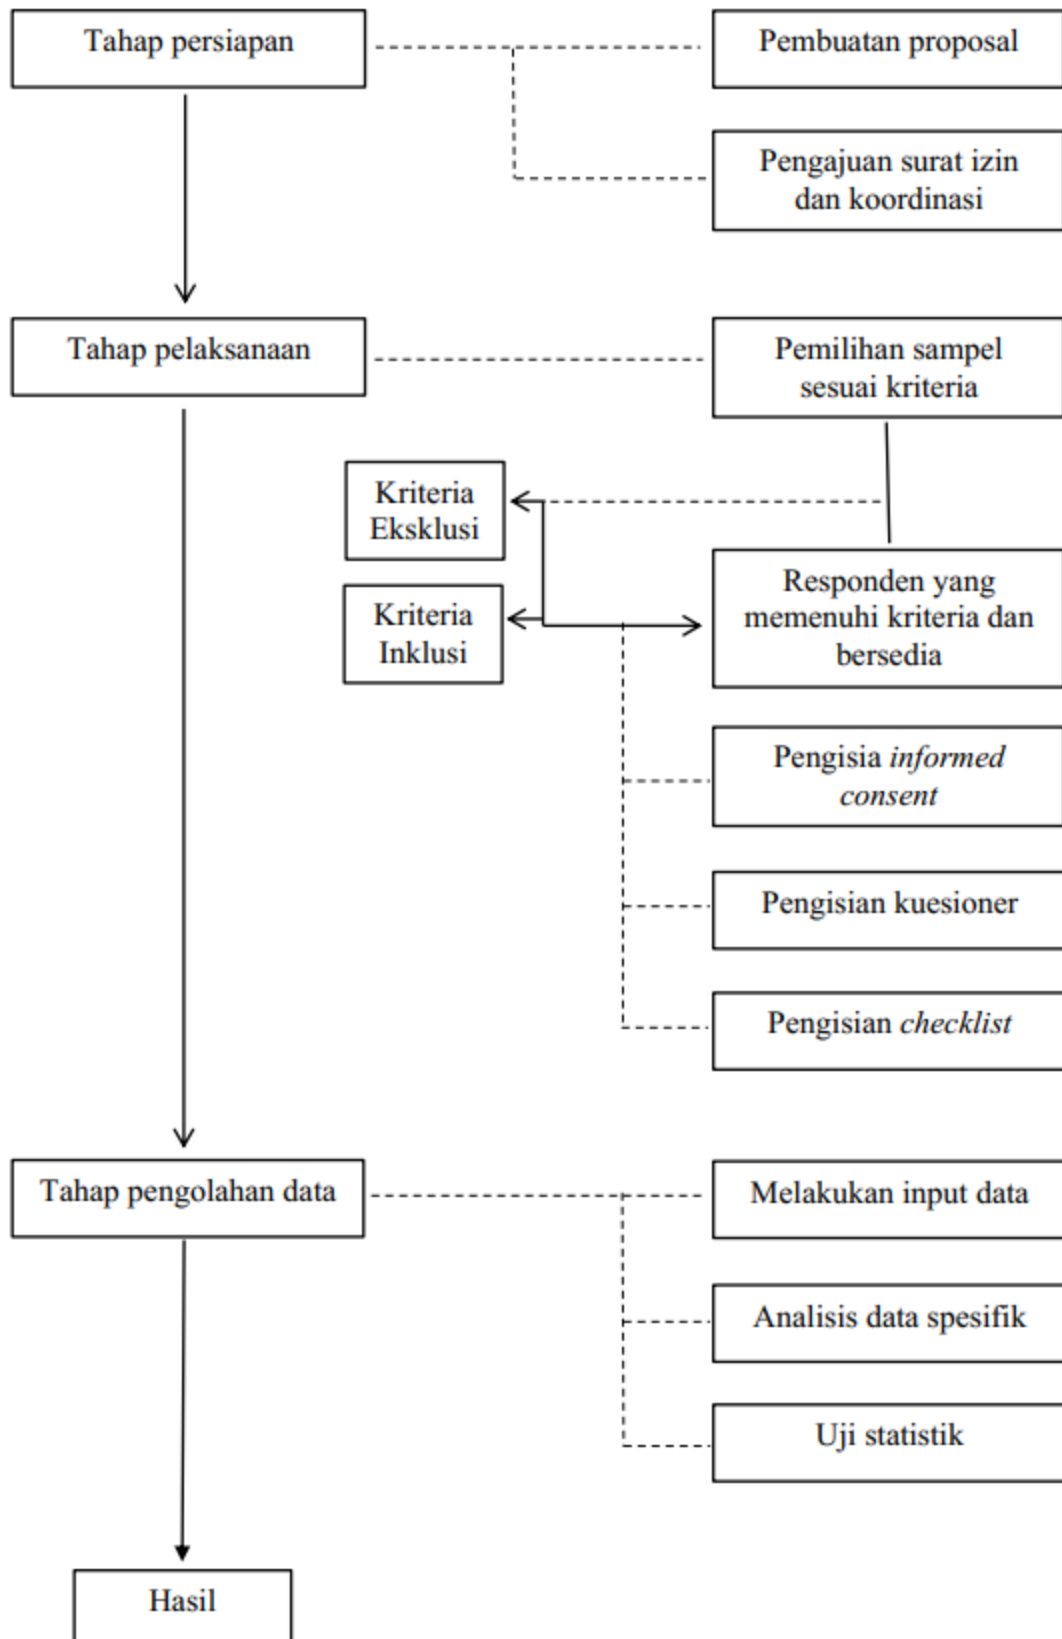 Tahap persiapan
Pembuatan proposal
Pengajuan surat izin
dan koordinasi
Tahap pelaksanaan
Pemilihan sampel
sesuai kriteria
Kriteria
Eksklusi
Kriteria
Inklusi
Responden yang
memenuhi kriteria dan
bersedia
Pengisia informed
consent
Pengisian kuesioner
Pengisian checklist
Tahap pengolahan data
Melakukan input data
Analisis data spesifik
Uji statistik
Hasil